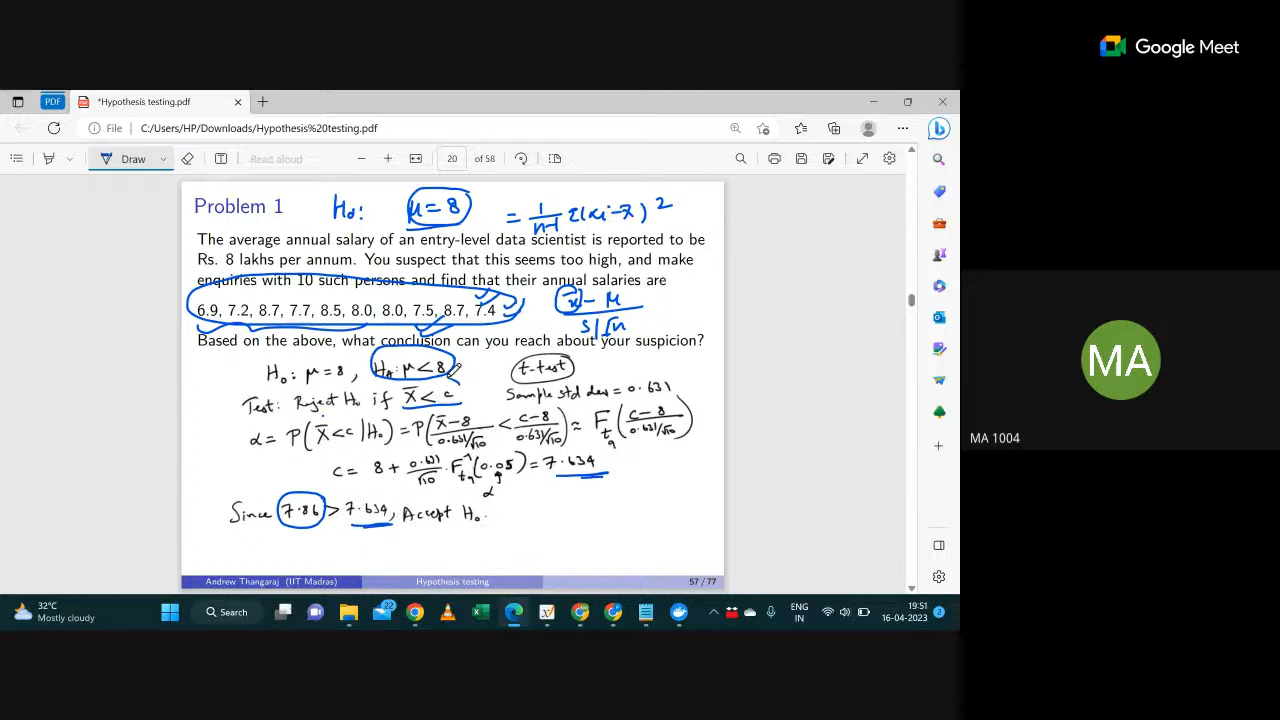 Google Meet
PDF
*Hypothesis testing.pdf
File
C:/Users/HP/Downloads/Hypothesis%20testing.pdf
Draw
Read aloud
20
of 58
Problem 1
H₀: μ = 8 = 1/(n-1) Σ(xi - x̄)²
The average annual salary of an entry-level data scientist is reported to be
Rs. 8 lakhs per annum. You suspect that this seems too high, and make
enquiries with 10 such persons and find that their annual salaries are
6.9, 7.2, 8.7, 7.7, 8.5, 8.0, 8.0, 7.5, 8.7, 7.4
x̄ - μ
s/√n
Based on the above, what conclusion can you reach about your suspicion?
H₀: μ = 8, H_A: μ < 8 t-test
Test: Reject H₀ if X̄ < c Sample std dev = 0.631
α = P(X̄ < c | H₀) = P( (X̄-8)/(0.631/√10) < (c-8)/(0.631/√10) ) ≈ F_t₉( (c-8)/(0.631/√10) )
c = 8 + 0.631/√10 · F⁻¹_t₉(0.05) = 7.634
α
Since 7.86 > 7.634, Accept H₀.
Andrew Thangaraj (IIT Madras)
Hypothesis testing
57 / 77
MA
MA 1004
32°C
Mostly cloudy
Search
22
ENG
IN
19:51
16-04-2023
2